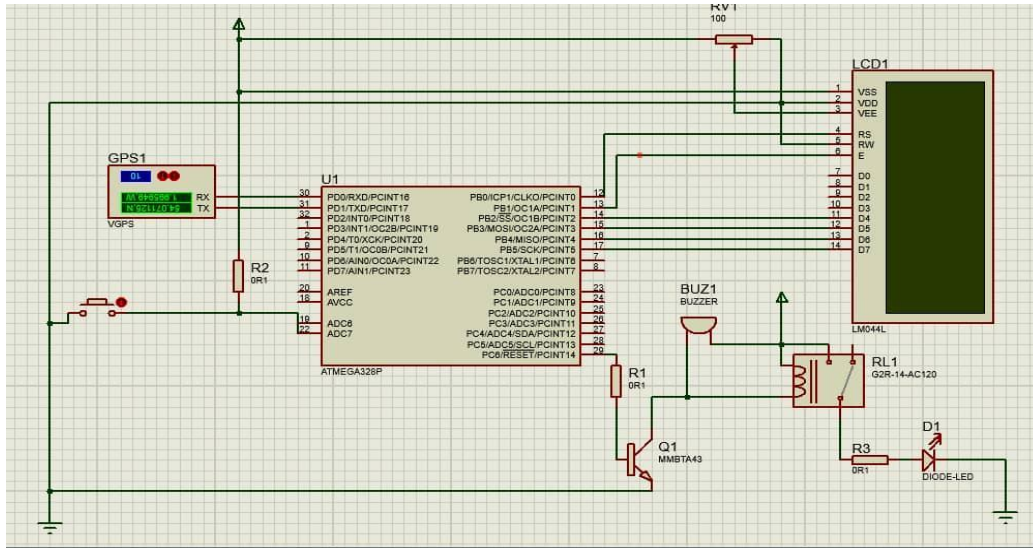 RV1
100
LCD1
1 VSS
2 VDD
3 VEE
4 RS
5 RW
6 E
7 D0
8 D1
9 D2
10 D3
11 D4
12 D5
13 D6
14 D7
LM044L
GPS1
10
1.665946 W
54.071125,N
RX
TX
VGPS
U1
30 PD0/RXD/PCINT16
31 PD1/TXD/PCINT17
32 PD2/INT0/PCINT18
1 PD3/INT1/OC2B/PCINT19
2 PD4/T0/XCK/PCINT20
9 PD5/T1/OC0B/PCINT21
10 PD6/AIN0/OC0A/PCINT22
11 PD7/AIN1/PCINT23
20 AREF
18 AVCC
19 ADC6
22 ADC7
PB0/ICP1/CLKO/PCINT0 12
PB1/OC1A/PCINT1 13
PB2/SS/OC1B/PCINT2 14
PB3/MOSI/OC2A/PCINT3 15
PB4/MISO/PCINT4 16
PB5/SCK/PCINT5 17
PB6/TOSC1/XTAL1/PCINT6 7
PB7/TOSC2/XTAL2/PCINT7 8
PC0/ADC0/PCINT8 23
PC1/ADC1/PCINT9 24
PC2/ADC2/PCINT10 25
PC3/ADC3/PCINT11 26
PC4/ADC4/SDA/PCINT12 27
PC5/ADC5/SCL/PCINT13 28
PC6/RESET/PCINT14 29
ATMEGA328P
R2
0R1
BUZ1
BUZZER
RL1
G2R-14-AC120
R1
0R1
Q1
MMBTA43
R3
0R1
D1
DIODE-LED